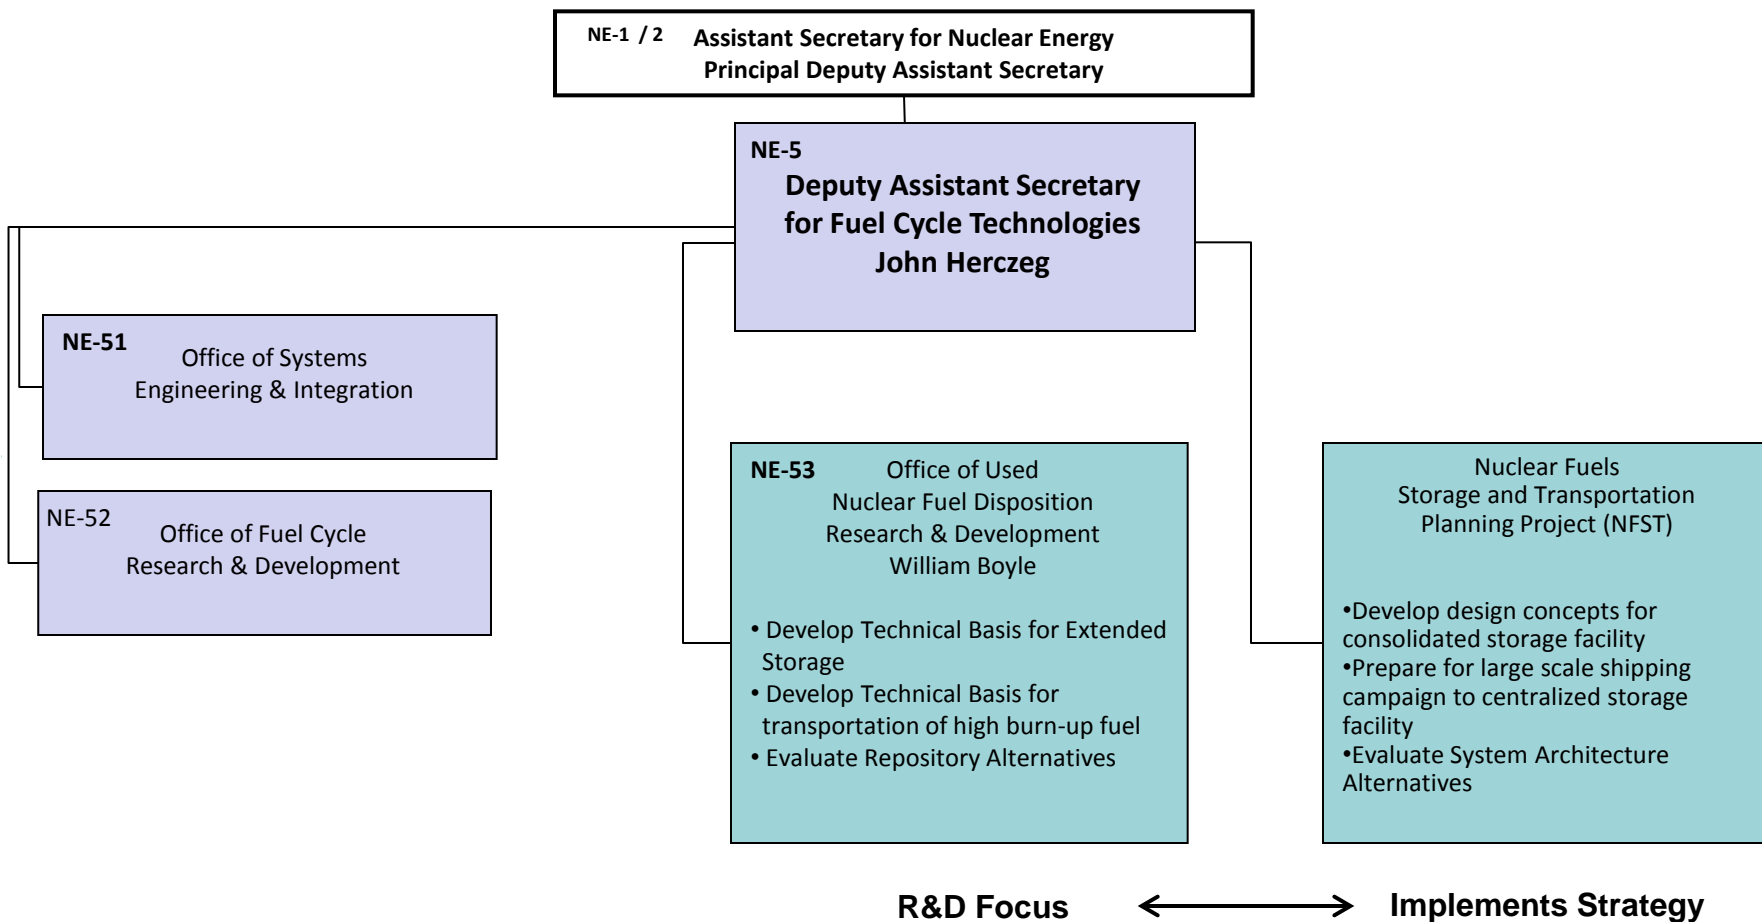 NE-1 / 2 Assistant Secretary for Nuclear Energy
Principal Deputy Assistant Secretary
NE-5
Deputy Assistant Secretary
for Fuel Cycle Technologies
John Herczeg
NE-51
Office of Systems
Engineering & Integration
NE-52
Office of Fuel Cycle
Research & Development
NE-53 Office of Used
Nuclear Fuel Disposition
Research & Development
William Boyle
• Develop Technical Basis for Extended
Storage
• Develop Technical Basis for
transportation of high burn-up fuel
• Evaluate Repository Alternatives
Nuclear Fuels
Storage and Transportation
Planning Project (NFST)
•Develop design concepts for
consolidated storage facility
•Prepare for large scale shipping
campaign to centralized storage
facility
•Evaluate System Architecture
Alternatives
R&D Focus Implements Strategy